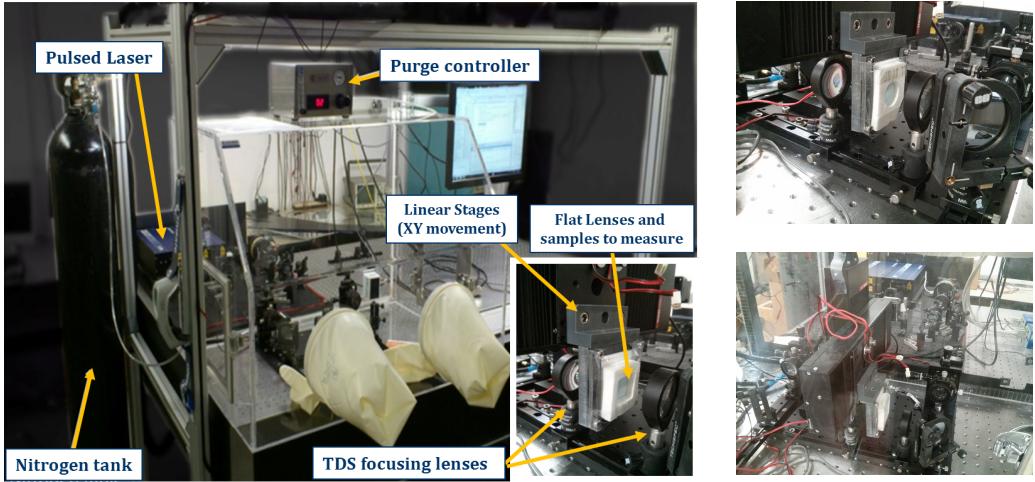 Pulsed Laser
Purge controller
Linear Stages
(XY movement)
Flat Lenses and
samples to measure
Nitrogen tank
TDS focusing lenses